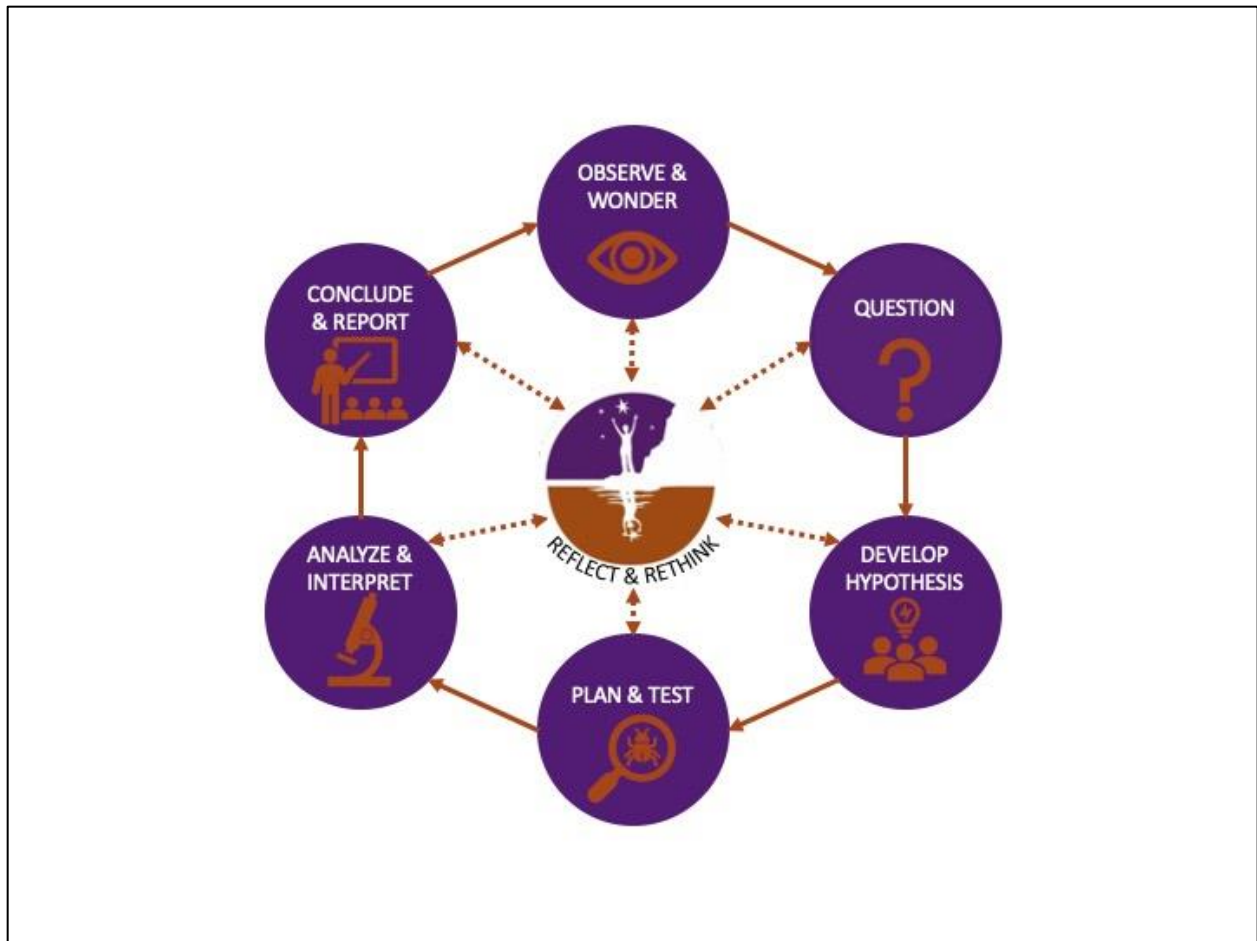 OBSERVE &
WONDER
QUESTION
DEVELOP
HYPOTHESIS
PLAN & TEST
ANALYZE &
INTERPRET
CONCLUDE
& REPORT
REFLECT & RETHINK